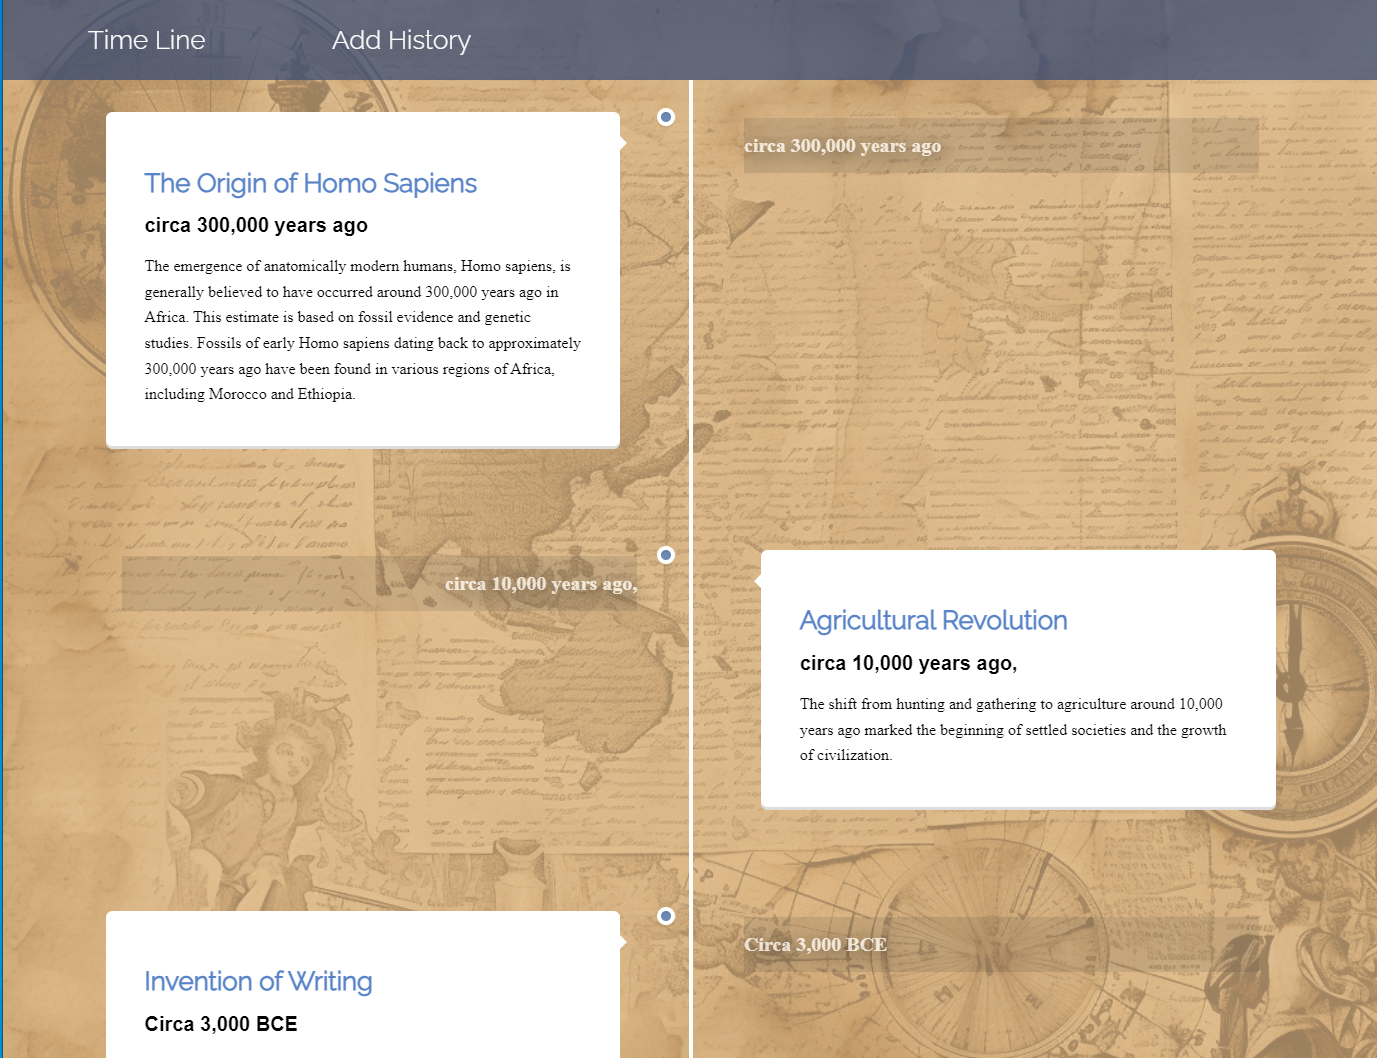 Time Line
Add History
The Origin of Homo Sapiens
circa 300,000 years ago
The emergence of anatomically modern humans, Homo sapiens, is
generally believed to have occurred around 300,000 years ago in
Africa. This estimate is based on fossil evidence and genetic
studies. Fossils of early Homo sapiens dating back to approximately
300,000 years ago have been found in various regions of Africa,
including Morocco and Ethiopia.
circa 300,000 years ago
circa 10,000 years ago,
Agricultural Revolution
circa 10,000 years ago,
The shift from hunting and gathering to agriculture around 10,000
years ago marked the beginning of settled societies and the growth
of civilization.
Invention of Writing
Circa 3,000 BCE
Circa 3,000 BCE